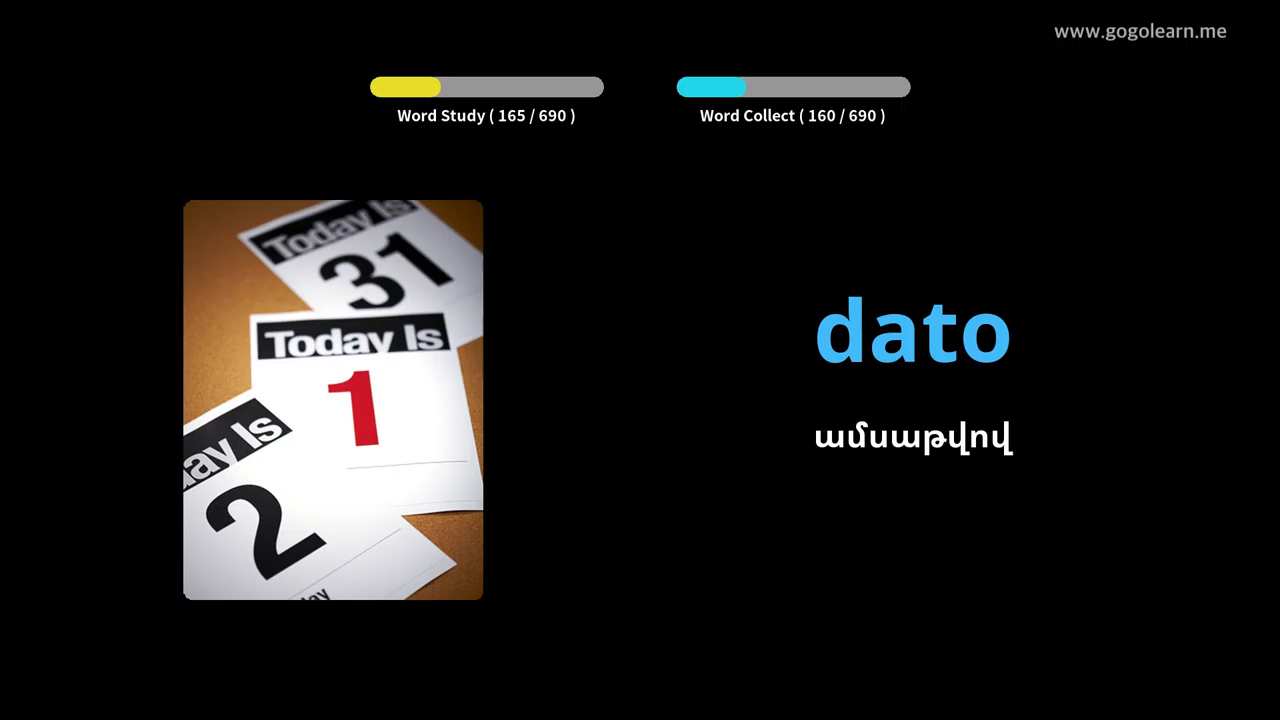 www.gogolearn.me
Word Study ( 165 / 690 )
Word Collect ( 160 / 690 )
Today Is
31
Today Is
1
ay Is
2
dato
ամսաթվով